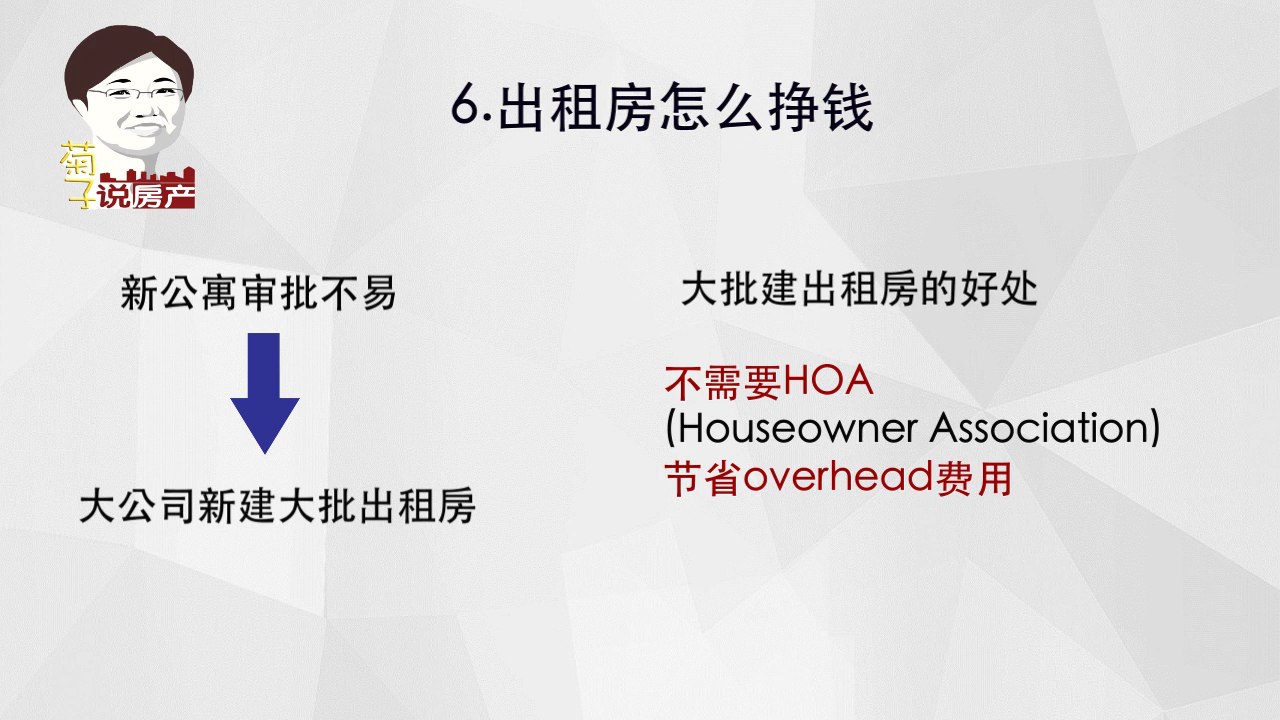 菊子说房产
6.出租房怎么挣钱
新公寓审批不易
大公司新建大批出租房
大批建出租房的好处
不需要HOA
(Houseowner Association)
节省overhead费用